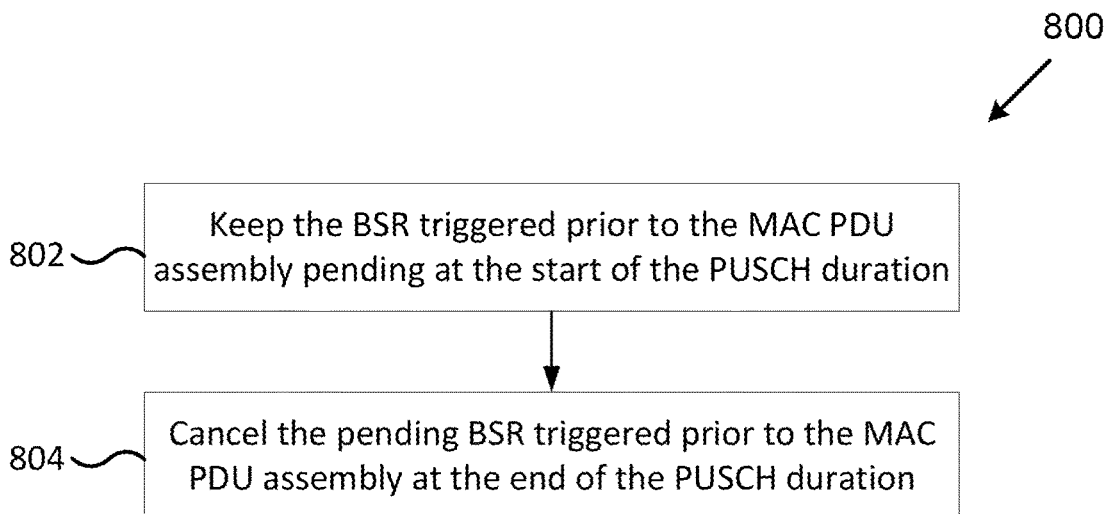 800
802
Keep the BSR triggered prior to the MAC PDU
assembly pending at the start of the PUSCH duration
804
Cancel the pending BSR triggered prior to the MAC
PDU assembly at the end of the PUSCH duration